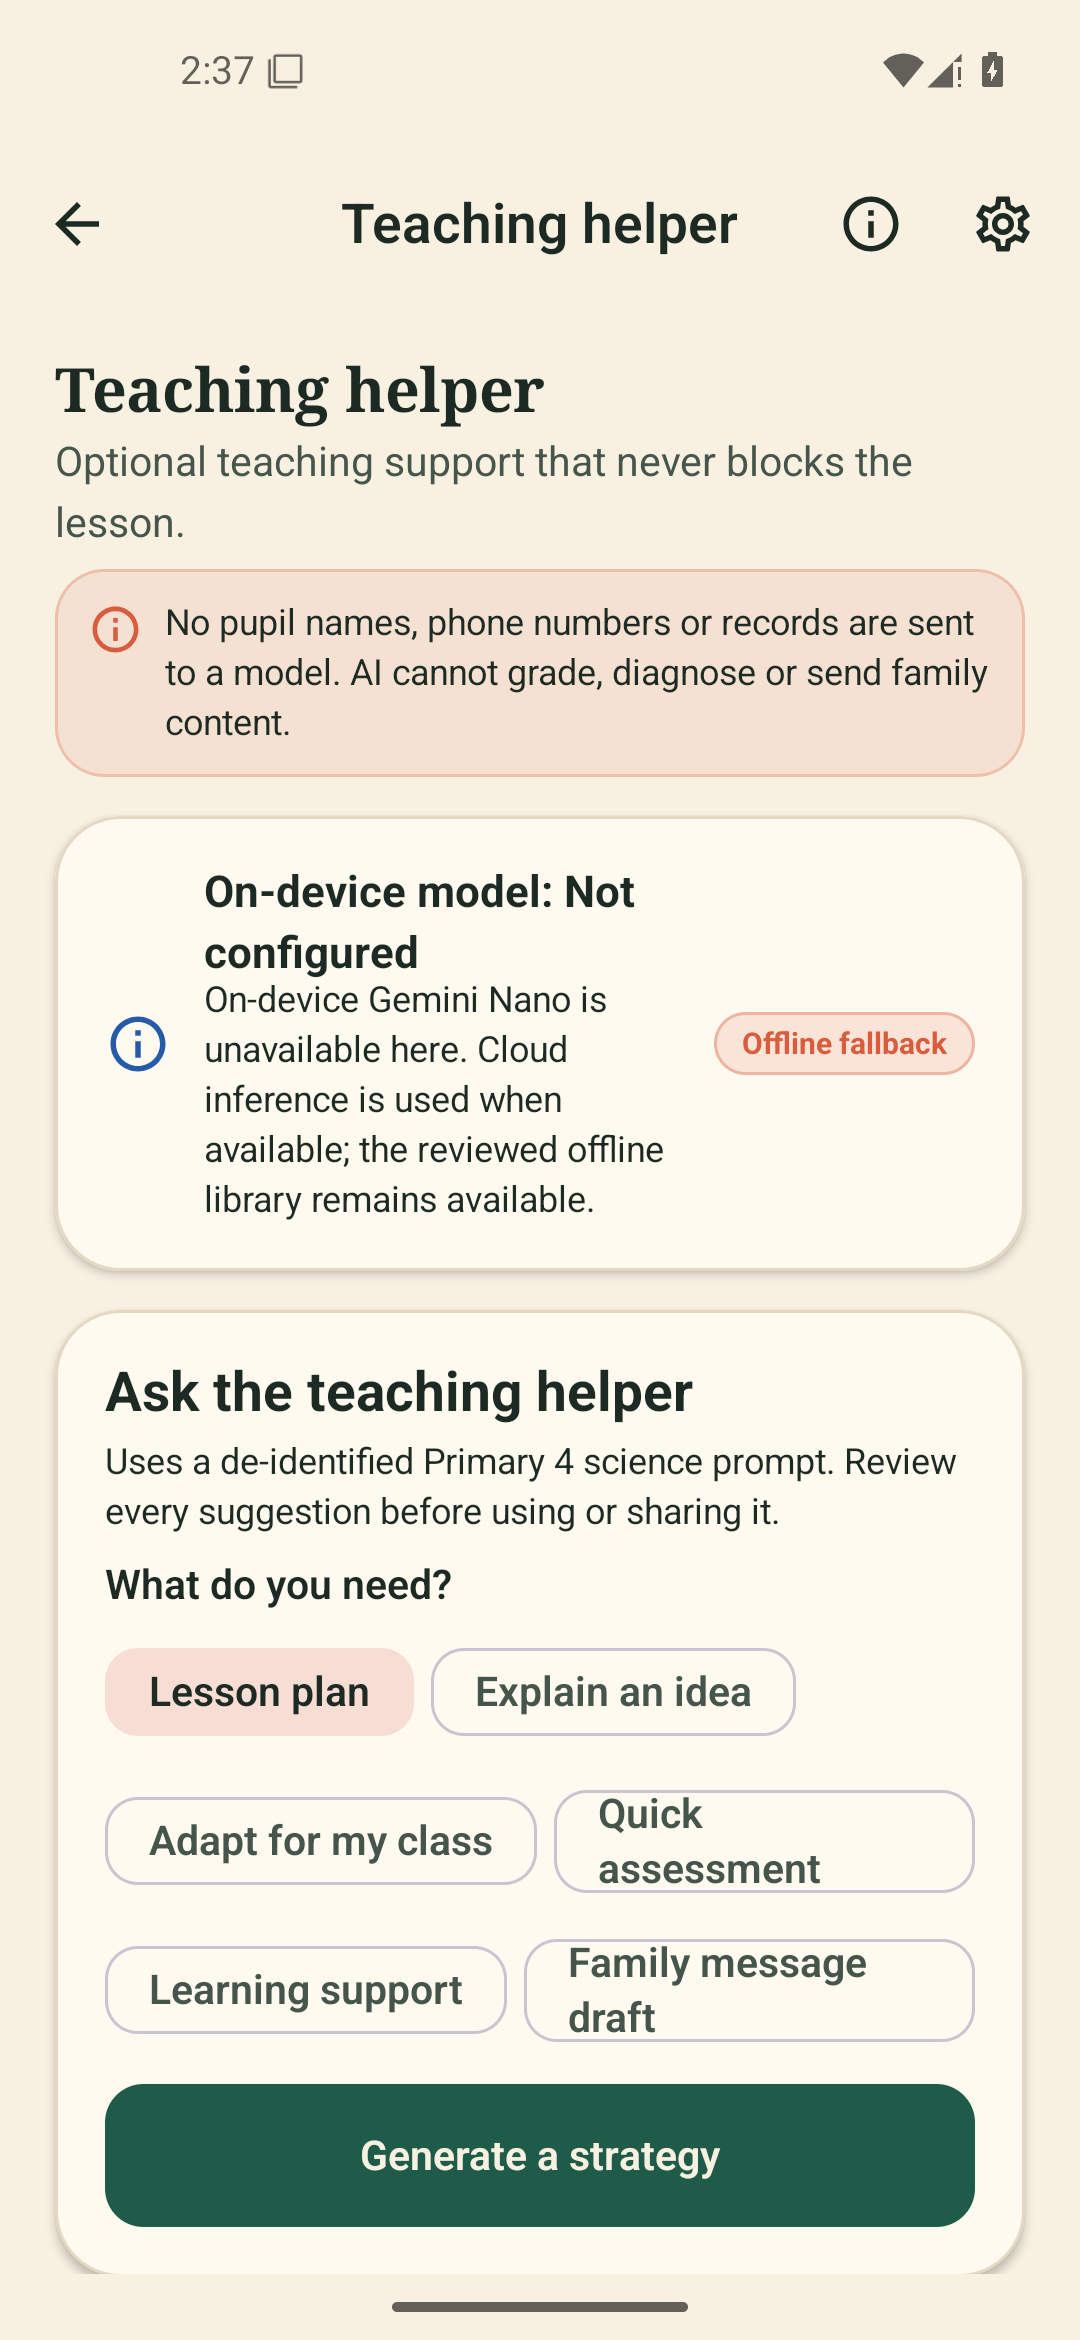 2:37
Teaching helper
Teaching helper
Optional teaching support that never blocks the
lesson.
No pupil names, phone numbers or records are sent
to a model. AI cannot grade, diagnose or send family
content.
On-device model: Not
configured
On-device Gemini Nano is
unavailable here. Cloud
inference is used when
available; the reviewed offline
library remains available.
Offline fallback
Ask the teaching helper
Uses a de-identified Primary 4 science prompt. Review
every suggestion before using or sharing it.
What do you need?
Lesson plan
Explain an idea
Adapt for my class
Quick
assessment
Learning support
Family message
draft
Generate a strategy